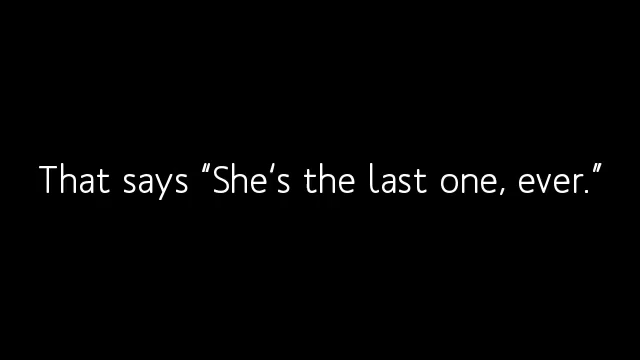 That says “She‘s the last one, ever.”